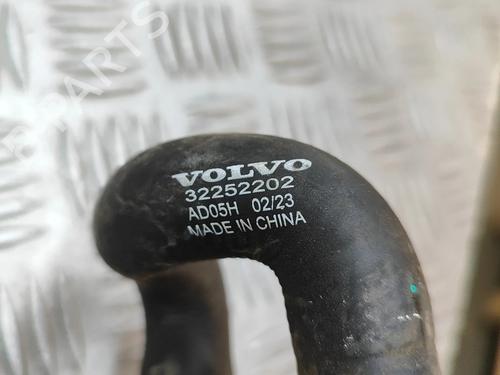 VOLVO
32252202
AD05H 02/23
MADE IN CHINA